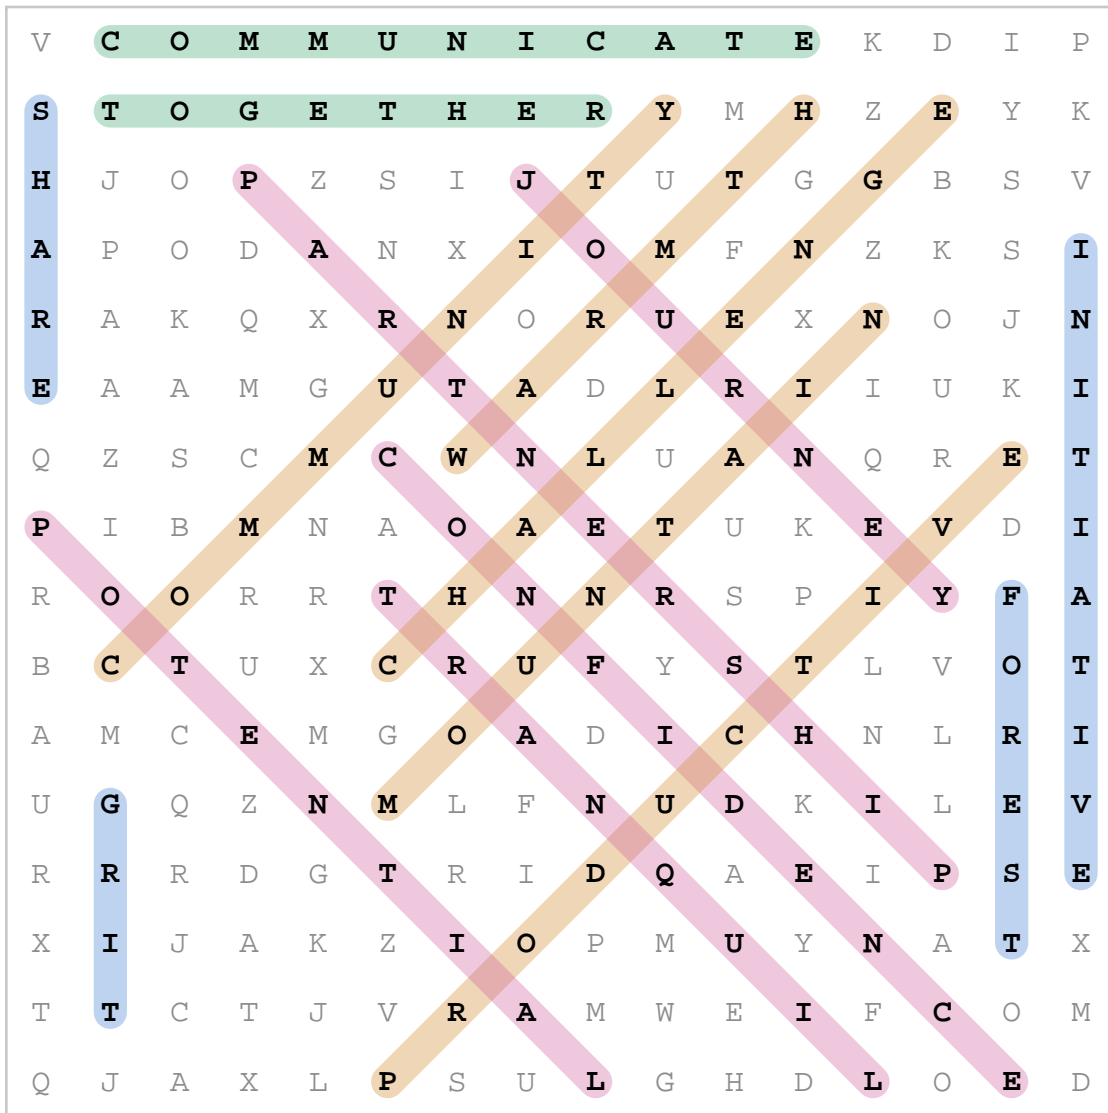 V C O M M U N I C A T E K D I P
S T O G E T H E R Y M H Z E Y K
H J O P Z S I J T U T G G B S V
A P O D A N X I O M F N Z K S I
R A K Q X R N O R U E X N O J N
E A A M G U T A D L R I I U K I
Q Z S C M C W N L U A N Q R E T
P I B M N A O A E T U K E V D I
R O O R R T H N N R S P I Y F A
B C T U X C R U F Y S T L V O T
A M C E M G O A D I C H N L R I
U G Q Z N M L F N U D K I L E V
R R R D G T R I D Q A E I P S E
X I J A K Z I O P M U Y N A T X
T T C T J V R A M W E I F C O M
Q J A X L P S U L G H D L O E D